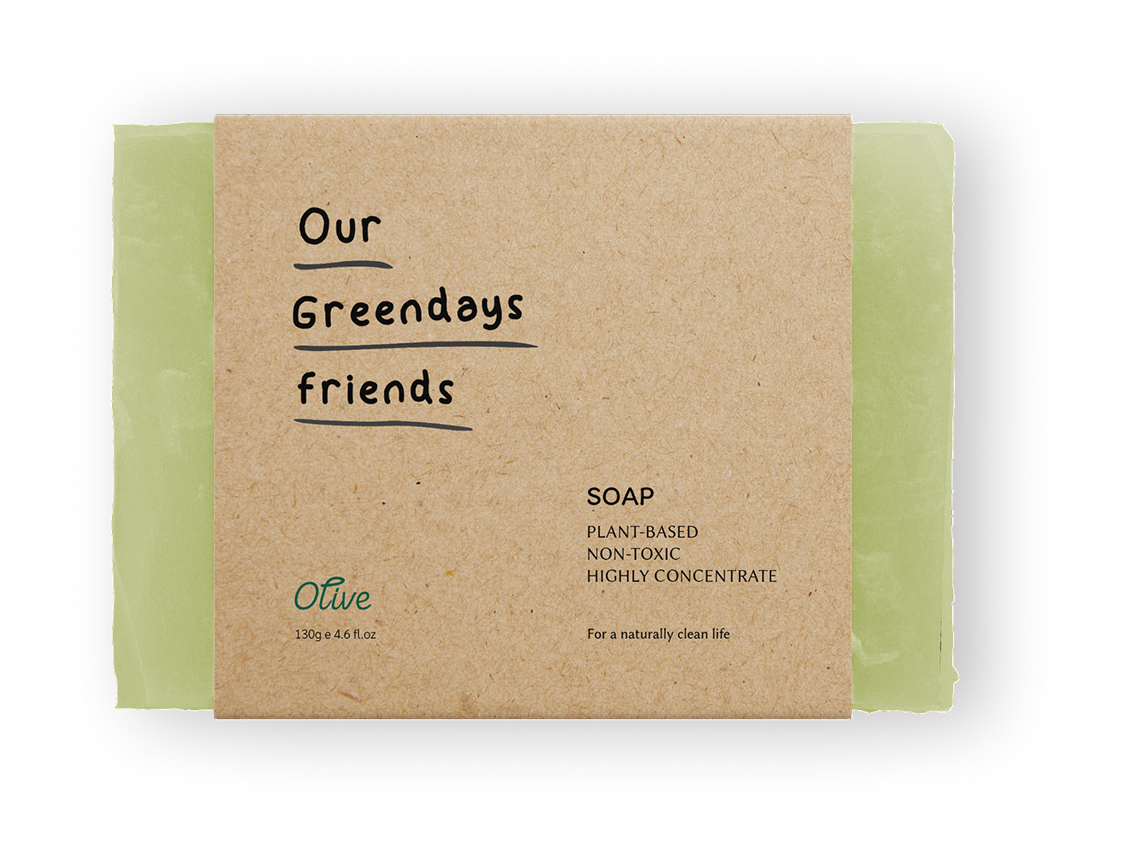 Our
Greendays
friends
SOAP
PLANT-BASED
NON-TOXIC
HIGHLY CONCENTRATE
Olive
130g e 4.6 fl.oz
For a naturally clean life